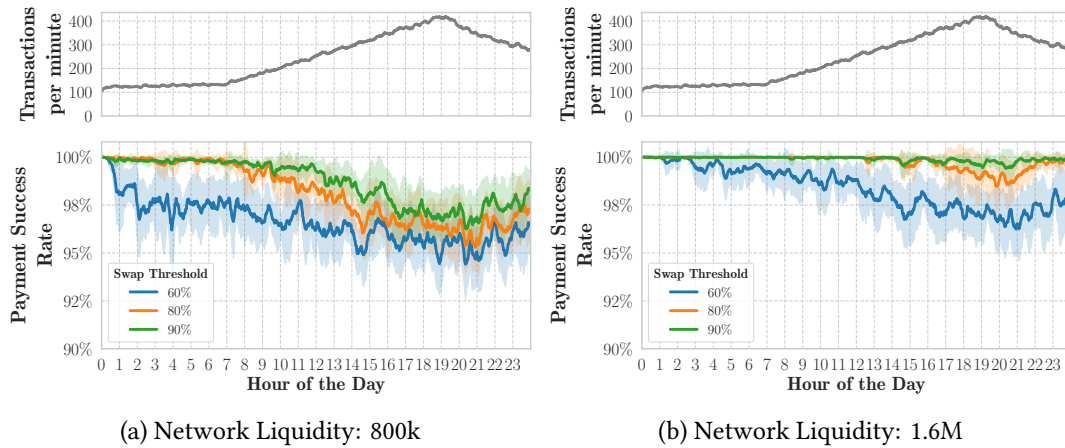 Transactions
per minute
400
300
200
100
0
Payment Success
Rate
100%
98%
95%
92%
90%
Swap Threshold
60%
80%
90%
0 1 2 3 4 5 6 7 8 9 10 11 12 13 14 15 16 17 18 19 20 21 22 23
Hour of the Day
(a) Network Liquidity: 800k
Transactions
per minute
400
300
200
100
0
Payment Success
Rate
100%
98%
95%
92%
90%
Swap Threshold
60%
80%
90%
0 1 2 3 4 5 6 7 8 9 10 11 12 13 14 15 16 17 18 19 20 21 22 23
Hour of the Day
(b) Network Liquidity: 1.6M